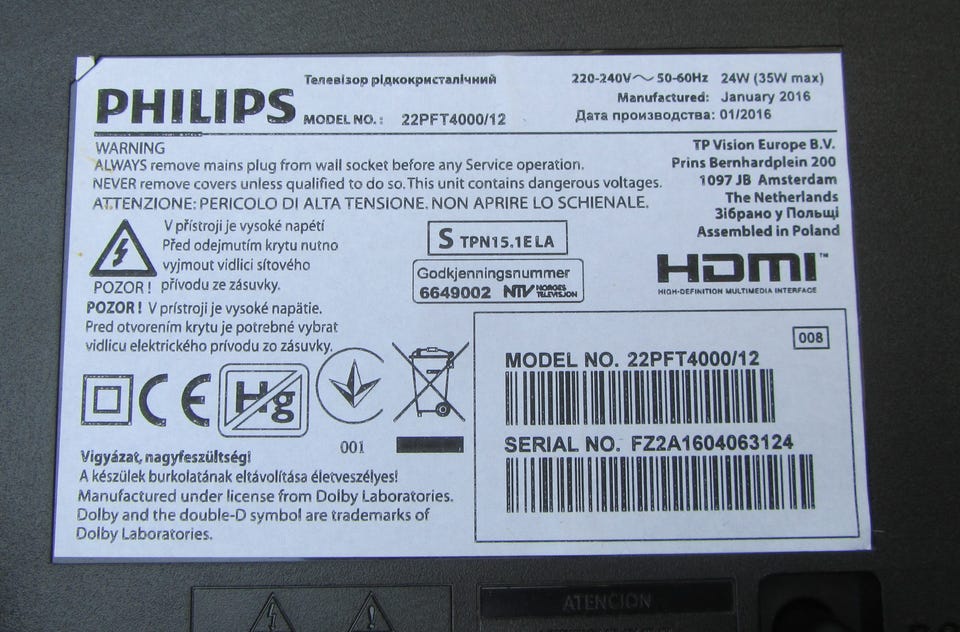 Телевізор рідкокристалічний
220-240V～ 50-60Hz 24W (35W max)
PHILIPS
MODEL NO.: 22PFT4000/12
Manufactured: January 2016
Дата производства: 01/2016
WARNING
ALWAYS remove mains plug from wall socket before any Service operation.
NEVER remove covers unless qualified to do so. This unit contains dangerous voltages.
ATTENZIONE: PERICOLO DI ALTA TENSIONE. NON APRIRE LO SCHIENALE.
TP Vision Europe B.V.
Prins Bernhardplein 200
1097 JB Amsterdam
The Netherlands
Зібрано у Польщі
Assembled in Poland
V přístroji je vysoké napětí
Před odejmutím krytu nutno
vyjmout vidlici síťového
POZOR! přívodu ze zásuvky.
POZOR! V prístroji je vysoké napätie.
Pred otvorením krytu je potrebné vybrat
vidlicu elektrického prívodu zo zásuvky.
S TPN15.1E LA
Godkjenningsnummer
6649002 NTV NORGES
TELEVISJON
HDMI™
HIGH-DEFINITION MULTIMEDIA INTERFACE
CE Hg
001
008
MODEL NO. 22PFT4000/12
SERIAL NO. FZ2A1604063124
Vigyázat, nagyfeszültség!
A készülek burkolatának eltávolítása életveszélyes!
Manufactured under license from Dolby Laboratories.
Dolby and the double-D symbol are trademarks of
Dolby Laboratories.
ATENCION